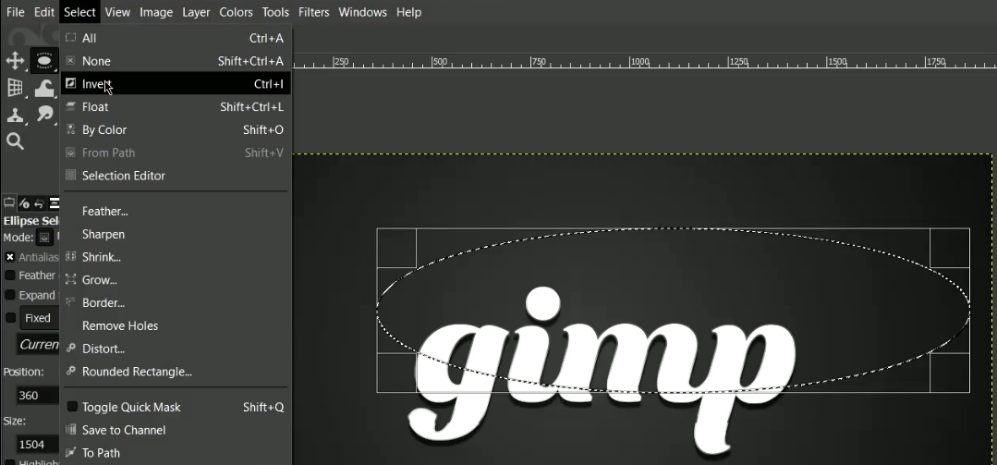 File Edit Select View Image Layer Colors Tools Filters Windows Help
All Ctrl+A
None Shift+Ctrl+A
Invert Ctrl+I
Float Shift+Ctrl+L
By Color Shift+O
From Path Shift+V
Selection Editor
Feather...
Sharpen
Shrink...
Grow...
Border...
Remove Holes
Distort...
Rounded Rectangle...
Toggle Quick Mask Shift+Q
Save to Channel
To Path
250 500 750 1000 1250 1500 1750
Ellipse Sel
Mode:
Antialias
Feather
Expand
Fixed
Curren
Position:
360
Size:
1504
Highligh
gimp